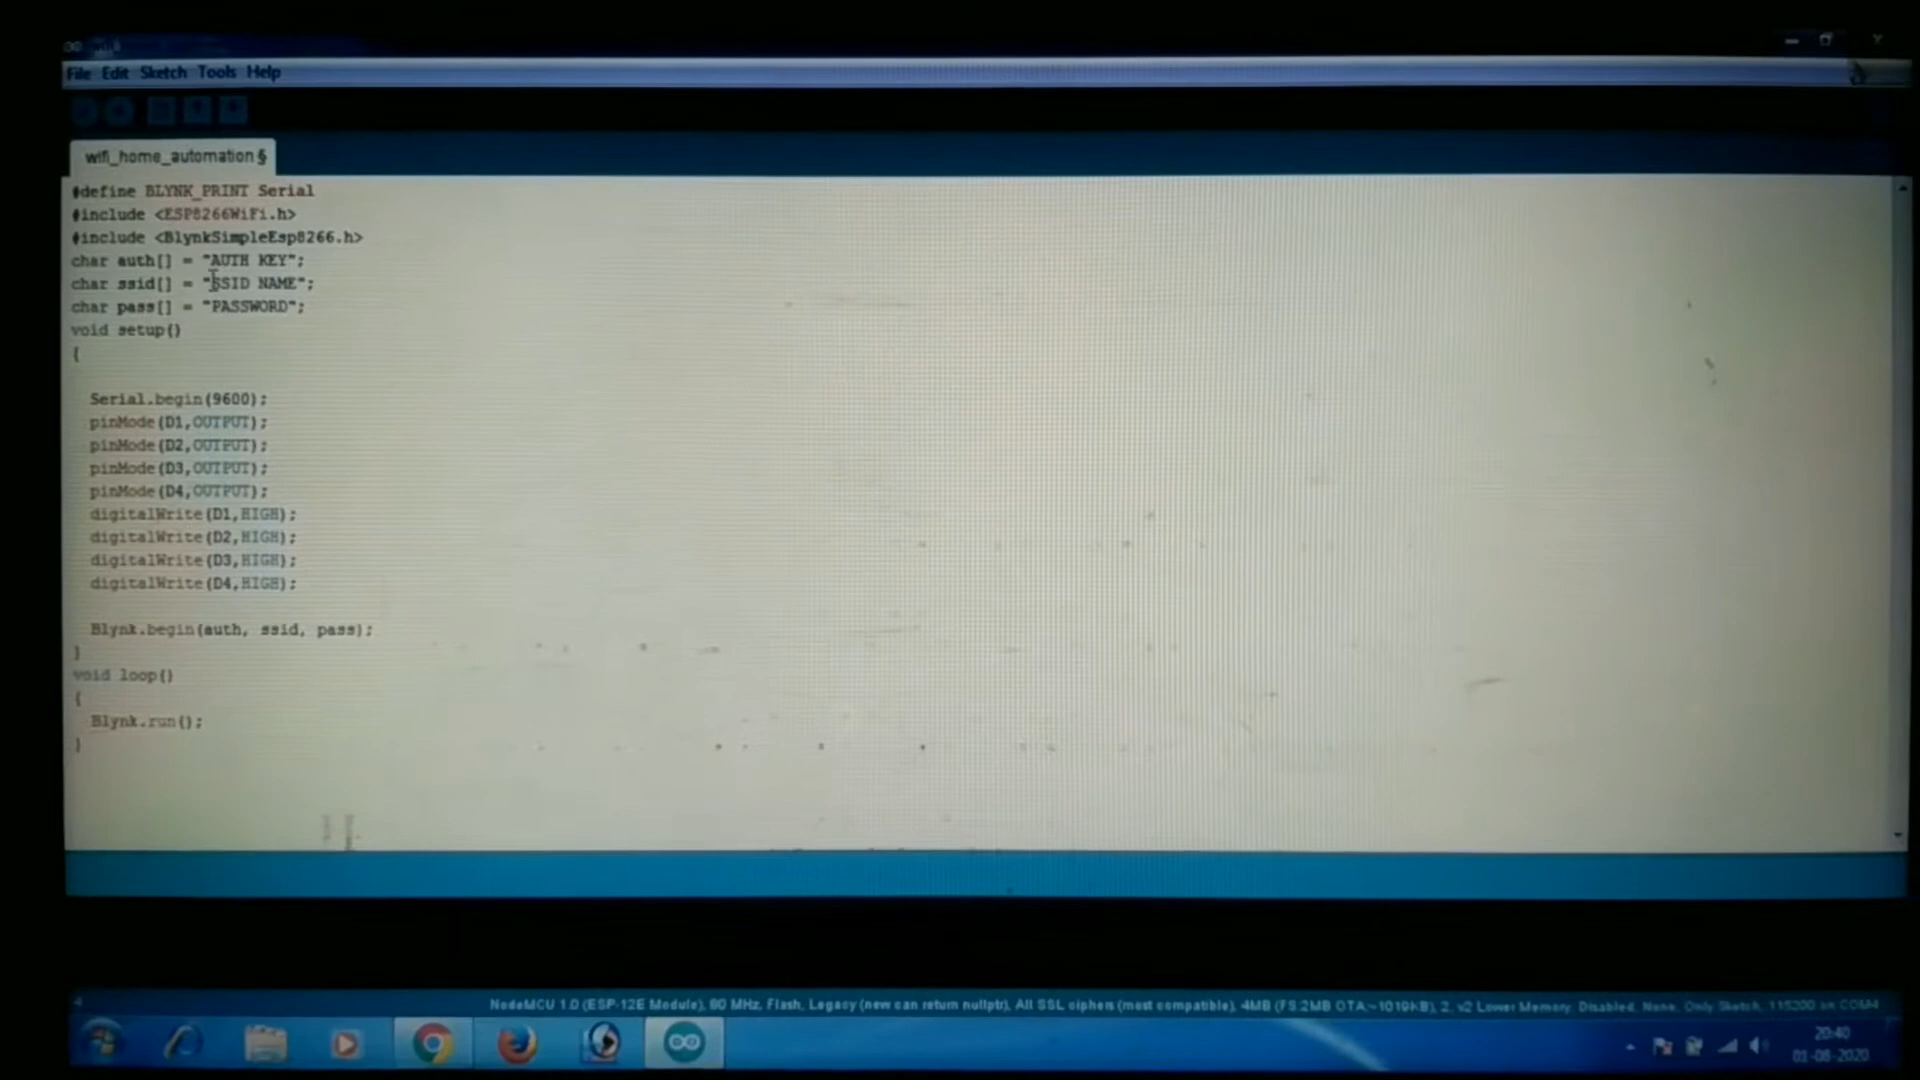 File Edit Sketch Tools Help
wifi_home_automation §
#define BLYNK_PRINT Serial
#include <ESP8266WiFi.h>
#include <BlynkSimpleEsp8266.h>
char auth[] = "AUTH KEY";
char ssid[] = "SSID NAME";
char pass[] = "PASSWORD";
void setup()
{
Serial.begin(9600);
pinMode(D1,OUTPUT);
pinMode(D2,OUTPUT);
pinMode(D3,OUTPUT);
pinMode(D4,OUTPUT);
digitalWrite(D1,HIGH);
digitalWrite(D2,HIGH);
digitalWrite(D3,HIGH);
digitalWrite(D4,HIGH);
Blynk.begin(auth, ssid, pass);
}
void loop()
{
Blynk.run();
}
4
NodeMCU 1.0 (ESP-12E Module), 80 MHz, Flash, Legacy (new can return nullptr), All SSL ciphers (most compatible), 4MB (FS:2MB OTA:~1019KB), 2, v2 Lower Memory, Disabled, None, Only Sketch, 115200 on COM4
20:40
01-08-2020